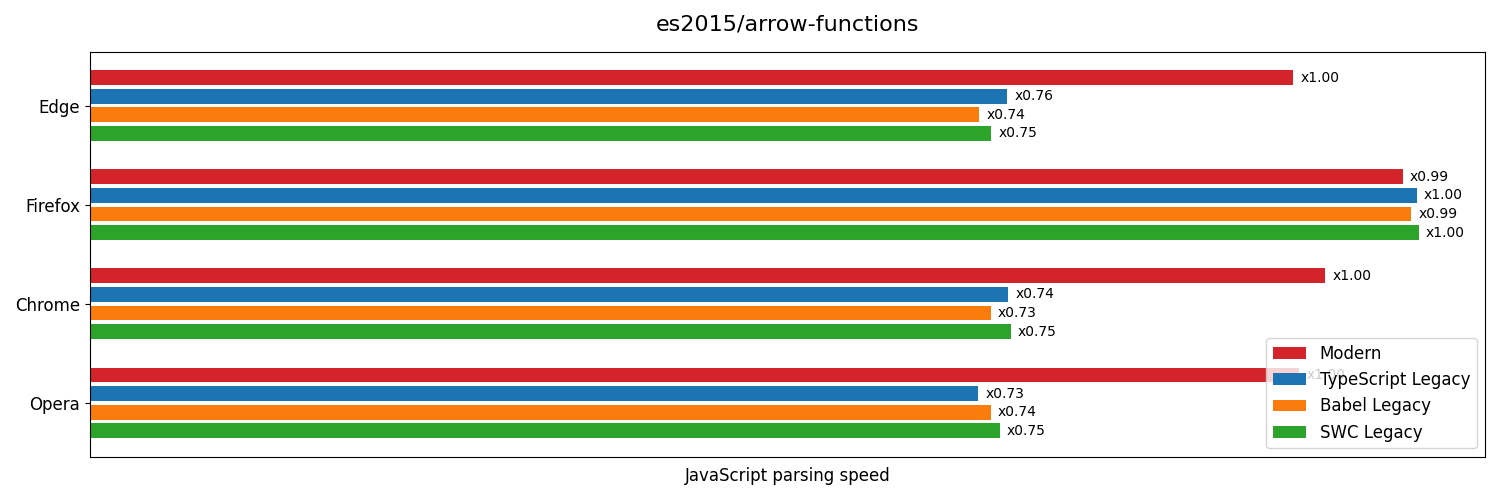 es2015/arrow-functions
Edge
x1.00
x0.76
x0.74
x0.75
Firefox
x0.99
x1.00
x0.99
x1.00
Chrome
x1.00
x0.74
x0.73
x0.75
Opera
x1.00
x0.73
x0.74
x0.75
Modern
TypeScript Legacy
Babel Legacy
SWC Legacy
JavaScript parsing speed